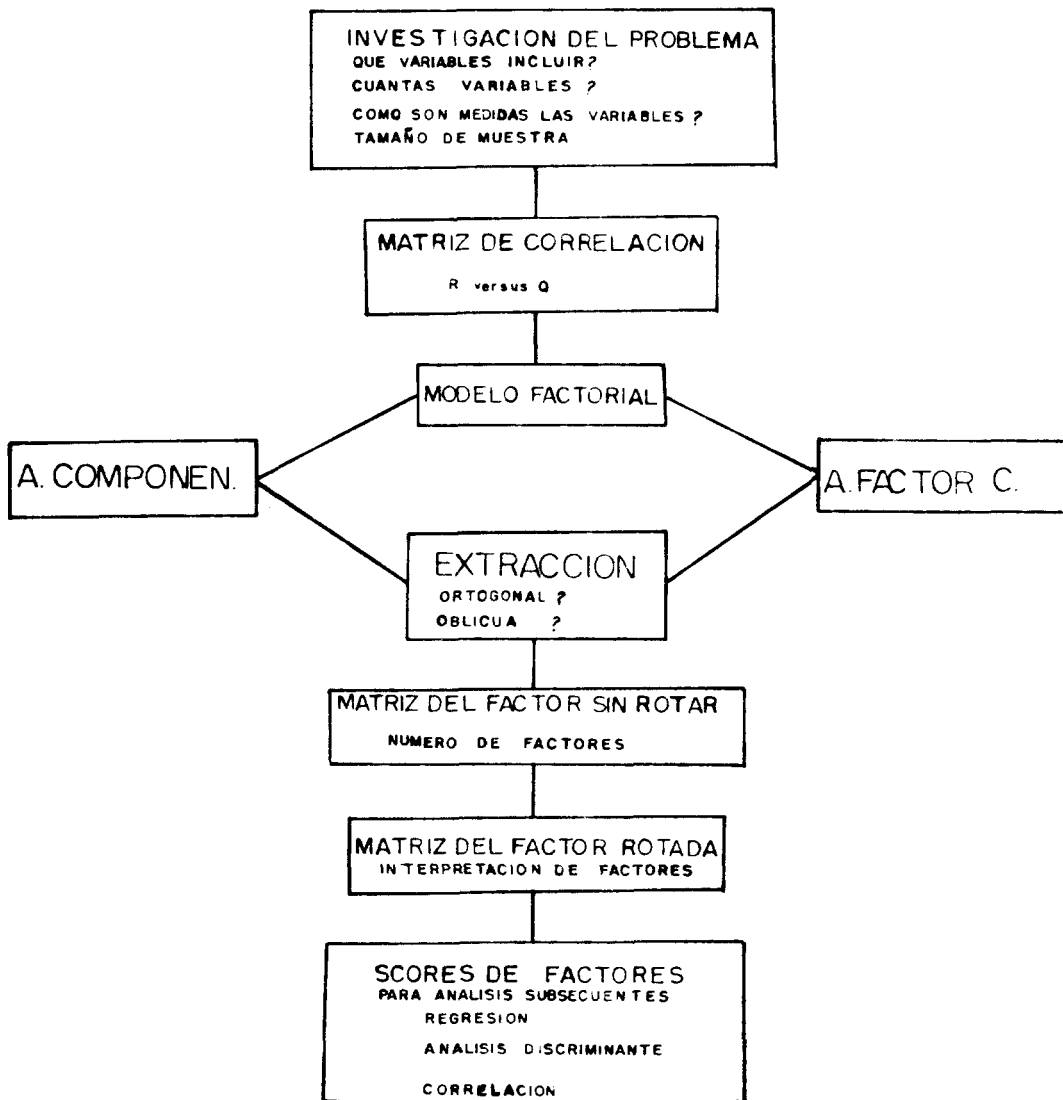 INVESTIGACION DEL PROBLEMA
QUE VARIABLES INCLUIR?
CUANTAS VARIABLES ?
COMO SON MEDIDAS LAS VARIABLES ?
TAMAÑO DE MUESTRA
MATRIZ DE CORRELACION
R versus Q
MODELO FACTORIAL
A. COMPONEN.
A. FACTOR C.
EXTRACCION
ORTOGONAL ?
OBLICUA ?
MATRIZ DEL FACTOR SIN ROTAR
NUMERO DE FACTORES
MATRIZ DEL FACTOR ROTADA
INTERPRETACION DE FACTORES
SCORES DE FACTORES
PARA ANALISIS SUBSECUENTES
REGRESION
ANALISIS DISCRIMINANTE
CORRELACION